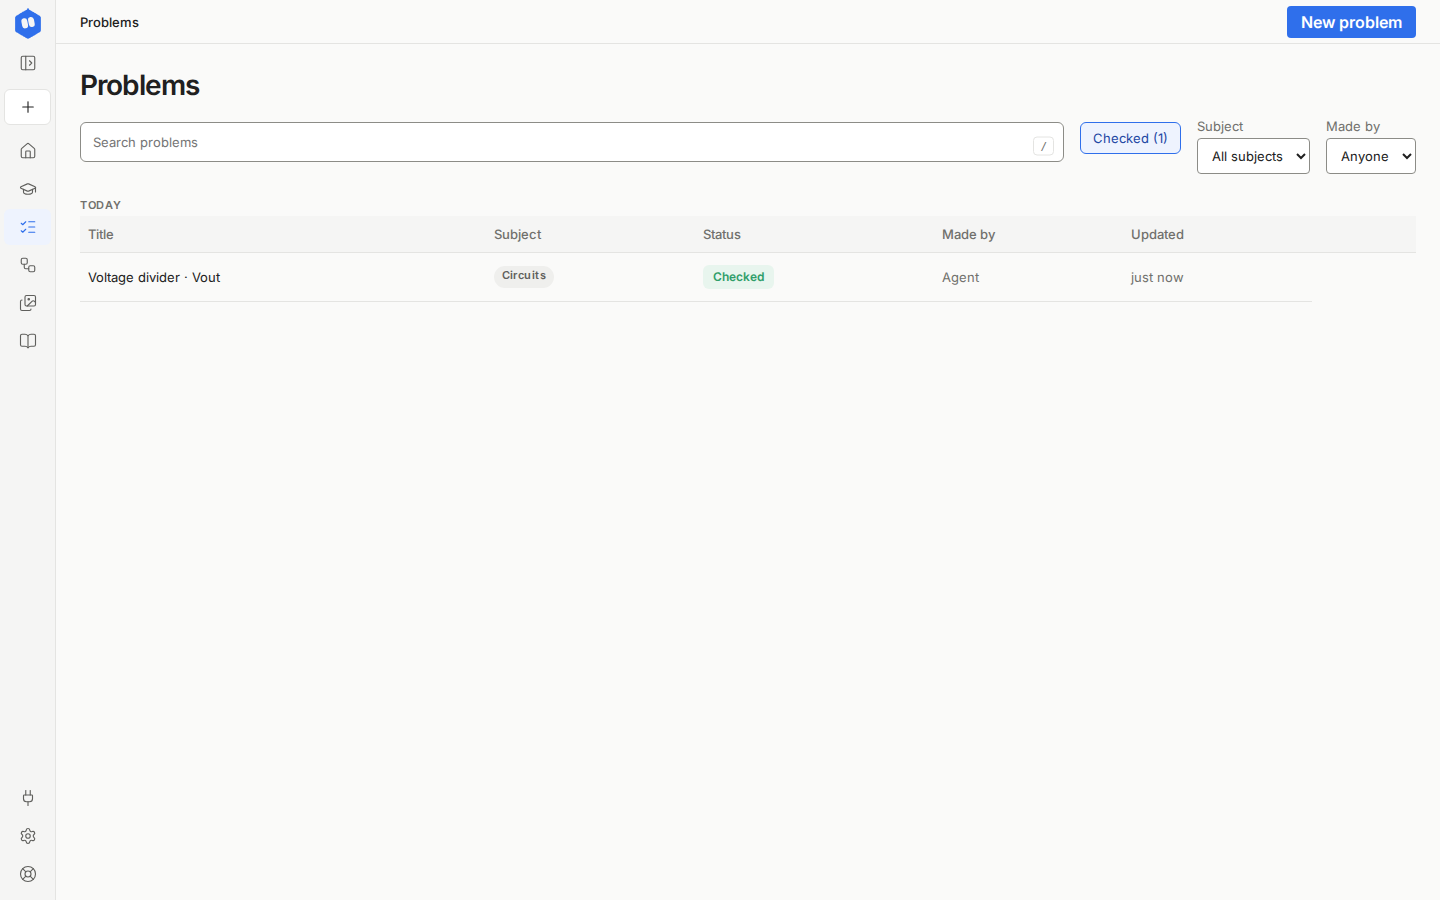 Problems
New problem
Problems
Search problems
/
Checked (1)
Subject
All subjects
Made by
Anyone
TODAY
Title Subject Status Made by Updated
Voltage divider · Vout Circuits Checked Agent just now